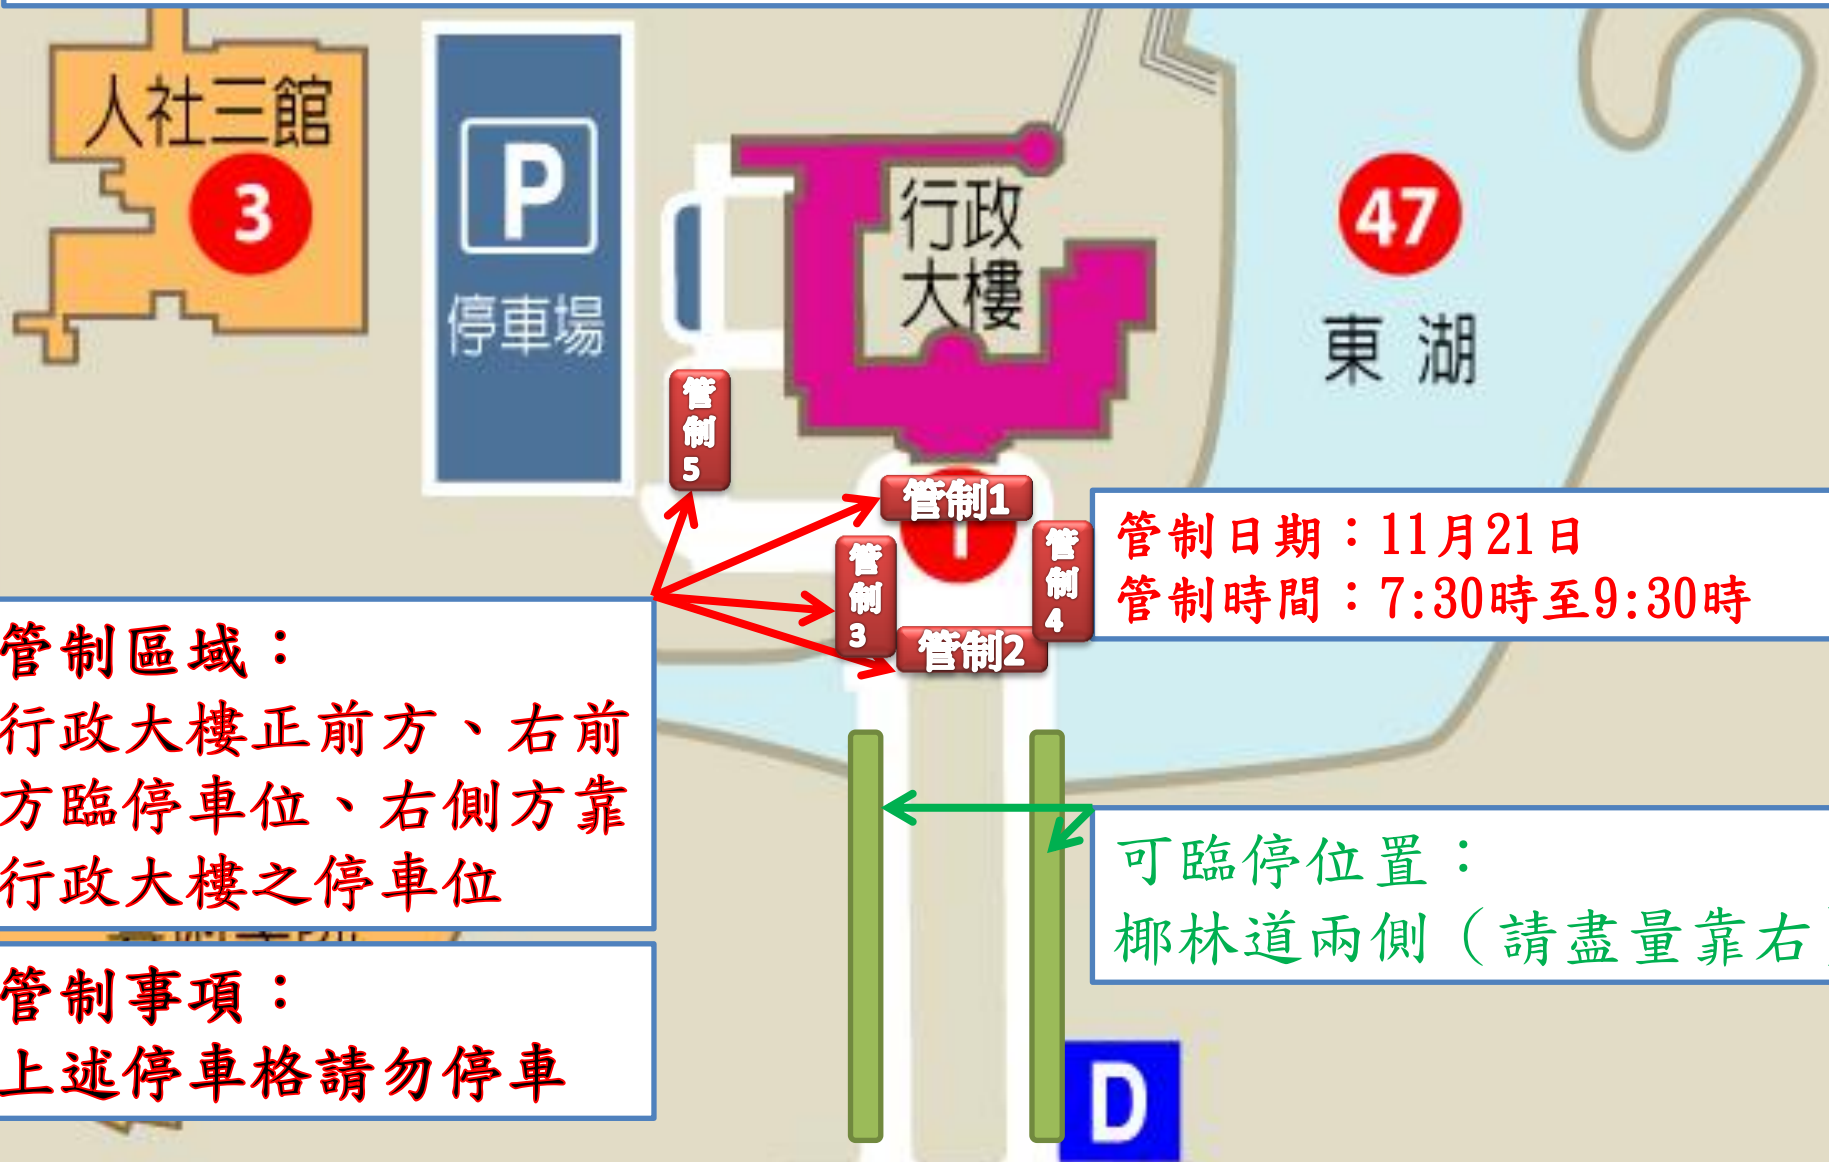 人社三館
3
P
停車場
行政
大樓
47
東 湖
管制5
管制1
管制3
管制4
管制2
管制日期：11月21日
管制時間：7:30時至9:30時
管制區域：
行政大樓正前方、右前
方臨停車位、右側方靠
行政大樓之停車位
可臨停位置：
椰林道兩側（請盡量靠右）
管制事項：
上述停車格請勿停車
D